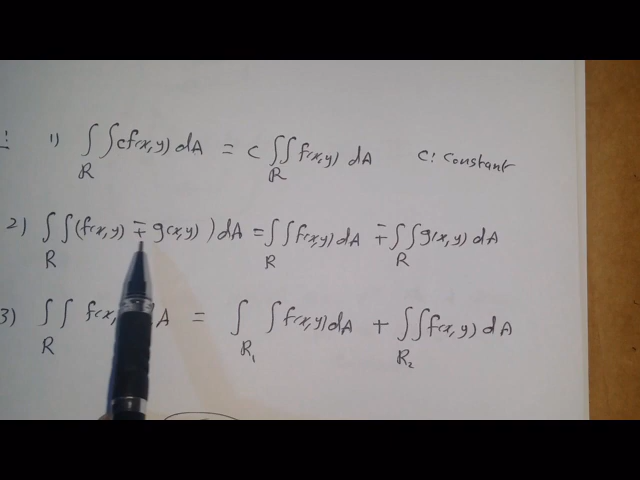 ! 1) ∫∫ cf(x,y) dA = c ∫∫ f(x,y) dA C: Constant
R R
2) ∫∫ (f(x,y) ∓ g(x,y)) dA = ∫∫ f(x,y) dA ∓ ∫∫ g(x,y) dA
R R R
3) ∫∫ f(x, A = ∫ ∫ f(x,y) dA + ∫∫ f(x,y) dA
R R₁ R₂